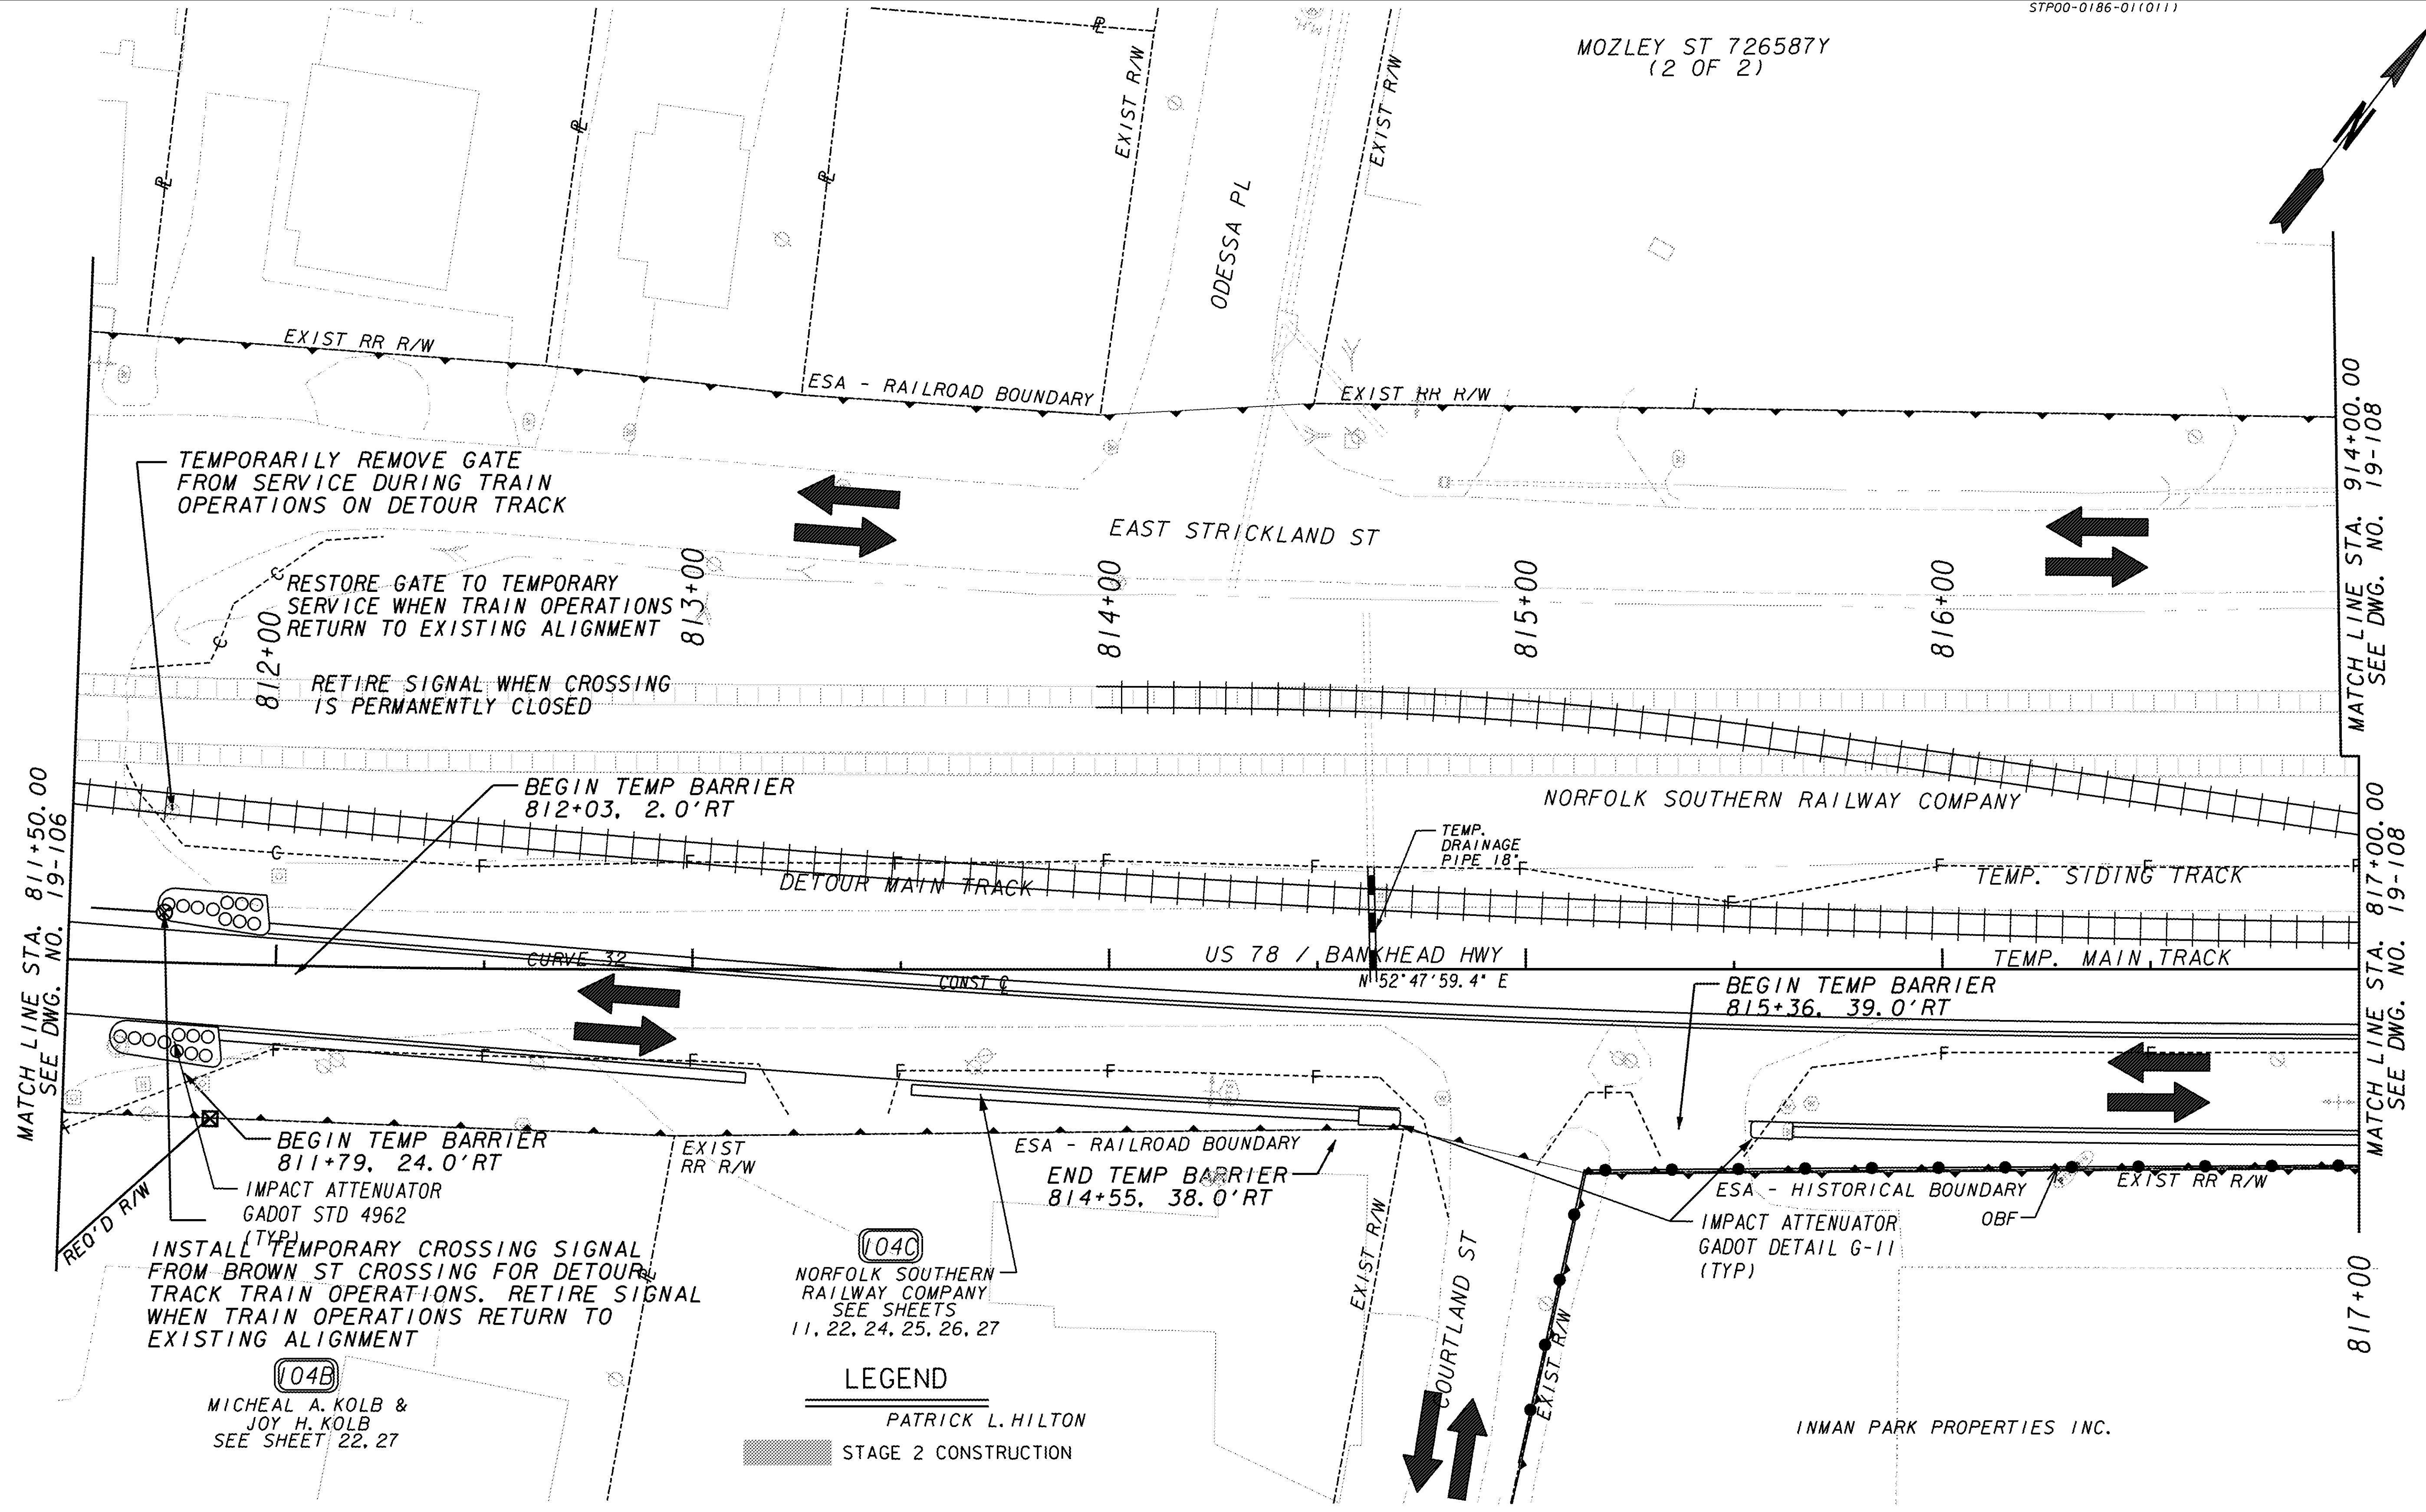 STP00-0186-01(011)
MOZLEY ST 726587Y
(2 OF 2)
N
EXIST R/W
EXIST R/W
ODESSA PL
EXIST RR R/W
ESA - RAILROAD BOUNDARY
EXIST RR R/W
TEMPORARILY REMOVE GATE
FROM SERVICE DURING TRAIN
OPERATIONS ON DETOUR TRACK
EAST STRICKLAND ST
RESTORE GATE TO TEMPORARY
SERVICE WHEN TRAIN OPERATIONS
RETURN TO EXISTING ALIGNMENT
812+00
813+00
814+00
815+00
816+00
MATCH LINE STA. 914+00.00
SEE DWG. NO. 19-108
RETIRE SIGNAL WHEN CROSSING
IS PERMANENTLY CLOSED
MATCH LINE STA. 811+50.00
SEE DWG. NO. 19-106
BEGIN TEMP BARRIER
812+03, 2.0'RT
NORFOLK SOUTHERN RAILWAY COMPANY
TEMP.
DRAINAGE
PIPE 18"
DETOUR MAIN TRACK
TEMP. SIDING TRACK
US 78 / BANKHEAD HWY
TEMP. MAIN TRACK
CURVE 32
CONST ℄
N 52°47'59.4" E
BEGIN TEMP BARRIER
815+36, 39.0'RT
MATCH LINE STA. 817+00.00
SEE DWG. NO. 19-108
BEGIN TEMP BARRIER
811+79, 24.0'RT
EXIST
RR R/W
ESA - RAILROAD BOUNDARY
END TEMP BARRIER
814+55, 38.0'RT
ESA - HISTORICAL BOUNDARY
EXIST RR R/W
OBF
IMPACT ATTENUATOR
GADOT STD 4962
(TYP)
REQ'D R/W
IMPACT ATTENUATOR
GADOT DETAIL G-11
(TYP)
INSTALL TEMPORARY CROSSING SIGNAL
FROM BROWN ST CROSSING FOR DETOUR
TRACK TRAIN OPERATIONS. RETIRE SIGNAL
WHEN TRAIN OPERATIONS RETURN TO
EXISTING ALIGNMENT
104C
NORFOLK SOUTHERN
RAILWAY COMPANY
SEE SHEETS
11, 22, 24, 25, 26, 27
EXIST R/W
COURTLAND ST
EXIST R/W
817+00
104B
MICHEAL A. KOLB &
JOY H. KOLB
SEE SHEET 22, 27
LEGEND
PATRICK L. HILTON
STAGE 2 CONSTRUCTION
INMAN PARK PROPERTIES INC.